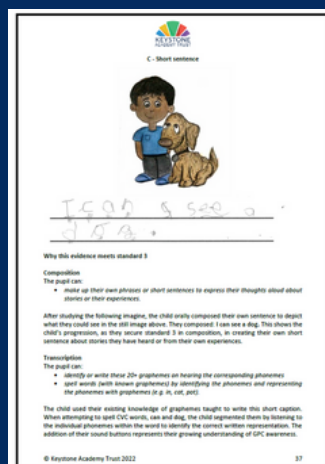 KEYSTONE
ACADEMY TRUST
C - Short sentence
I can see a
Why this evidence meets standard 3
Composition
The pupil can:
• make up their own phrases or short sentences to express their thoughts aloud about
stories or their experiences.
After studying the following imagine, the child orally composed their own sentence to depict
what they could see in the still image above. They composed: I can see a dog. This shows the
child's progression, as they secured standard 3 in composition, in creating their own short
sentence about stories they have heard or from their own experiences.
Transcription
The pupil can:
• identify or write these 20+ graphemes on hearing the corresponding phonemes
• spell words (with known graphemes) by identifying the phonemes and representing
the phonemes with graphemes (e.g. in, cat, pot).
The child used their existing knowledge of graphemes taught to write this short caption.
When attempting to spell CVC words, can and dog, the child segmented them by listening to
the individual phonemes within the word to identify the correct written representation. The
addition of their sound buttons represents their growing understanding of GPC awareness.
© Keystone Academy Trust 2022 37